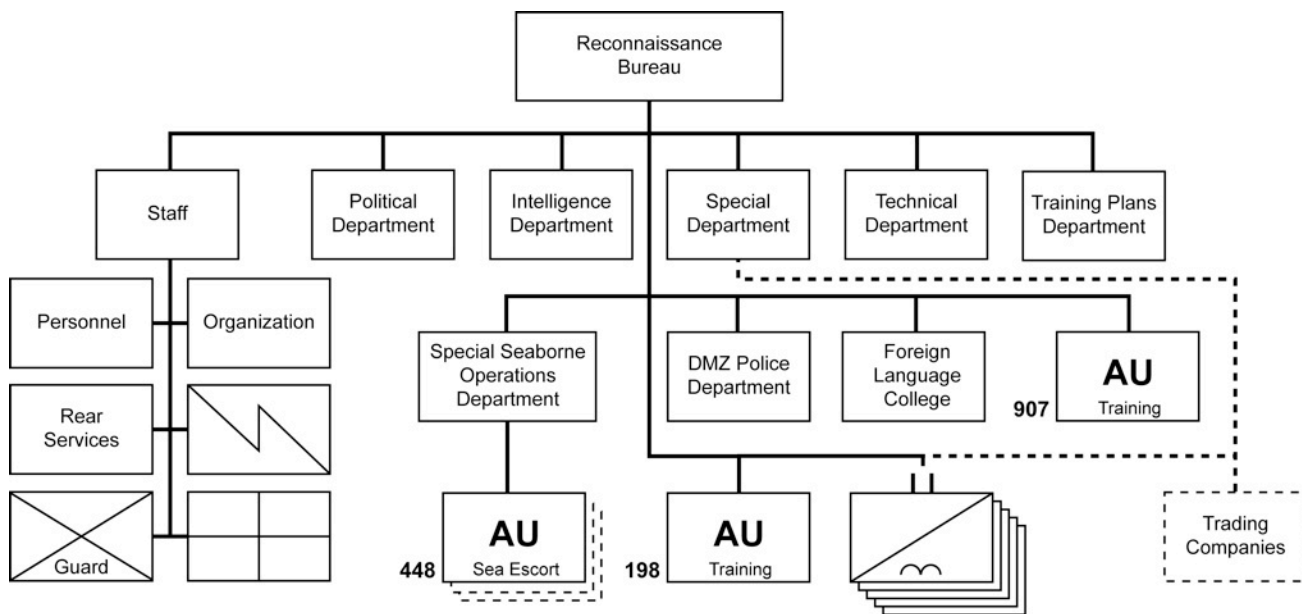 Reconnaissance
Bureau
Staff
Political
Department
Intelligence
Department
Special
Department
Technical
Department
Training Plans
Department
Personnel
Organization
Special Seaborne
Operations
Department
DMZ Police
Department
Foreign
Language
College
AU
907
Training
Rear
Services
Guard
AU
448
Sea Escort
AU
198
Training
Trading
Companies